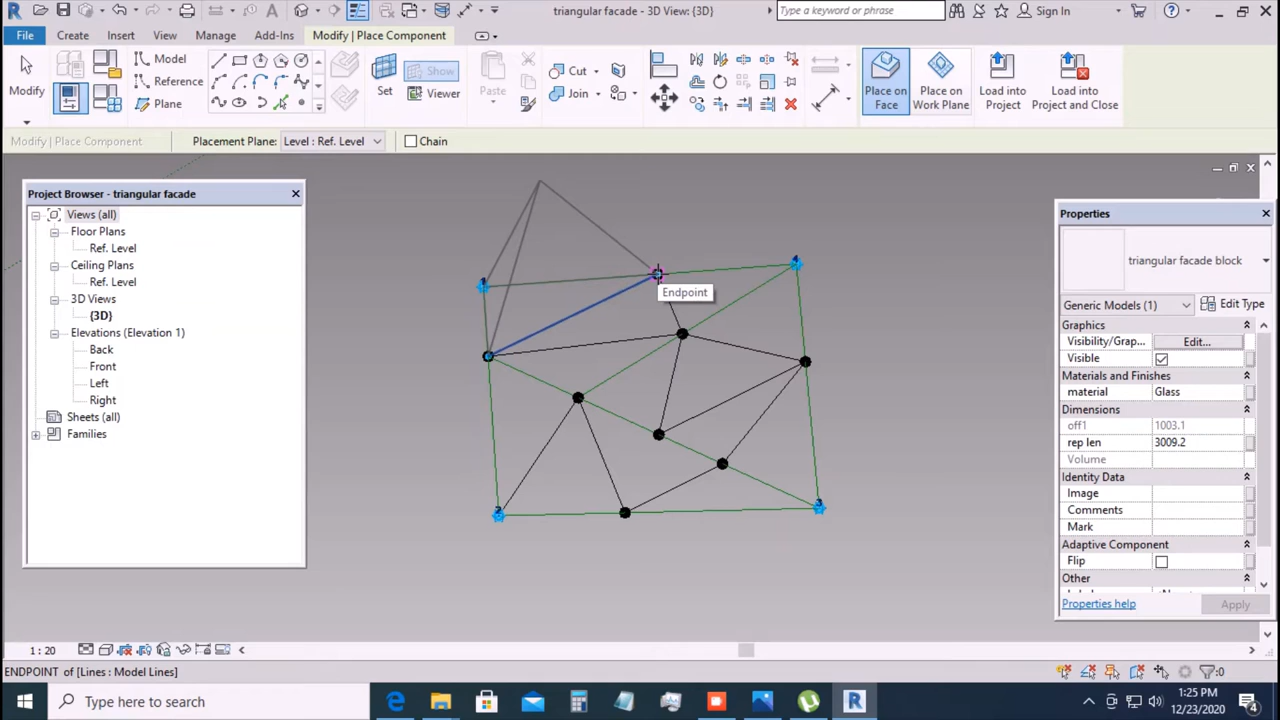 triangular facade - 3D View: {3D}
Type a keyword or phrase
Sign In
File
Create
Insert
View
Manage
Add-Ins
Modify | Place Component
Modify
Model
Reference
Plane
Set
Show
Viewer
Paste
Cut
Join
Place on Face
Place on Work Plane
Load into Project
Load into Project and Close
Modify | Place Component
Placement Plane:
Level : Ref. Level
Chain
Project Browser - triangular facade
Views (all)
Floor Plans
Ref. Level
Ceiling Plans
Ref. Level
3D Views
{3D}
Elevations (Elevation 1)
Back
Front
Left
Right
Sheets (all)
Families
Endpoint
Properties
triangular facade block
Generic Models (1)
Edit Type
Graphics
Visibility/Grap...
Edit...
Visible
Materials and Finishes
material
Glass
Dimensions
off1
1003.1
rep len
3009.2
Volume
Identity Data
Image
Comments
Mark
Adaptive Component
Flip
Other
Properties help
Apply
1 : 20
ENDPOINT of [Lines : Model Lines]
:0
Type here to search
1:25 PM
12/23/2020
4